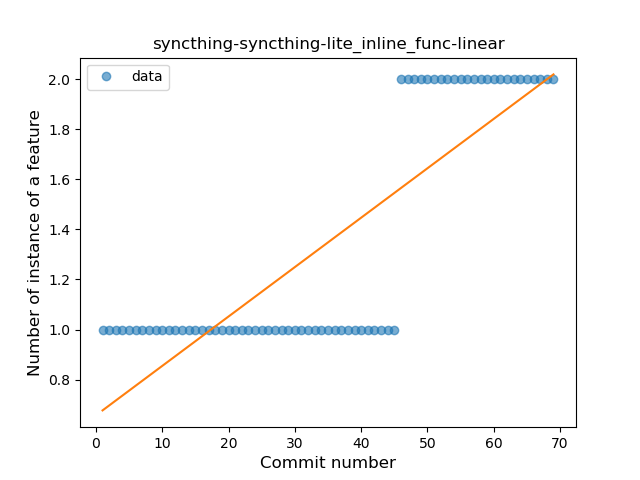 syncthing-syncthing-lite_inline_func-linear
data
Number of instance of a feature
2.0
1.8
1.6
1.4
1.2
1.0
0.8
0 10 20 30 40 50 60 70
Commit number